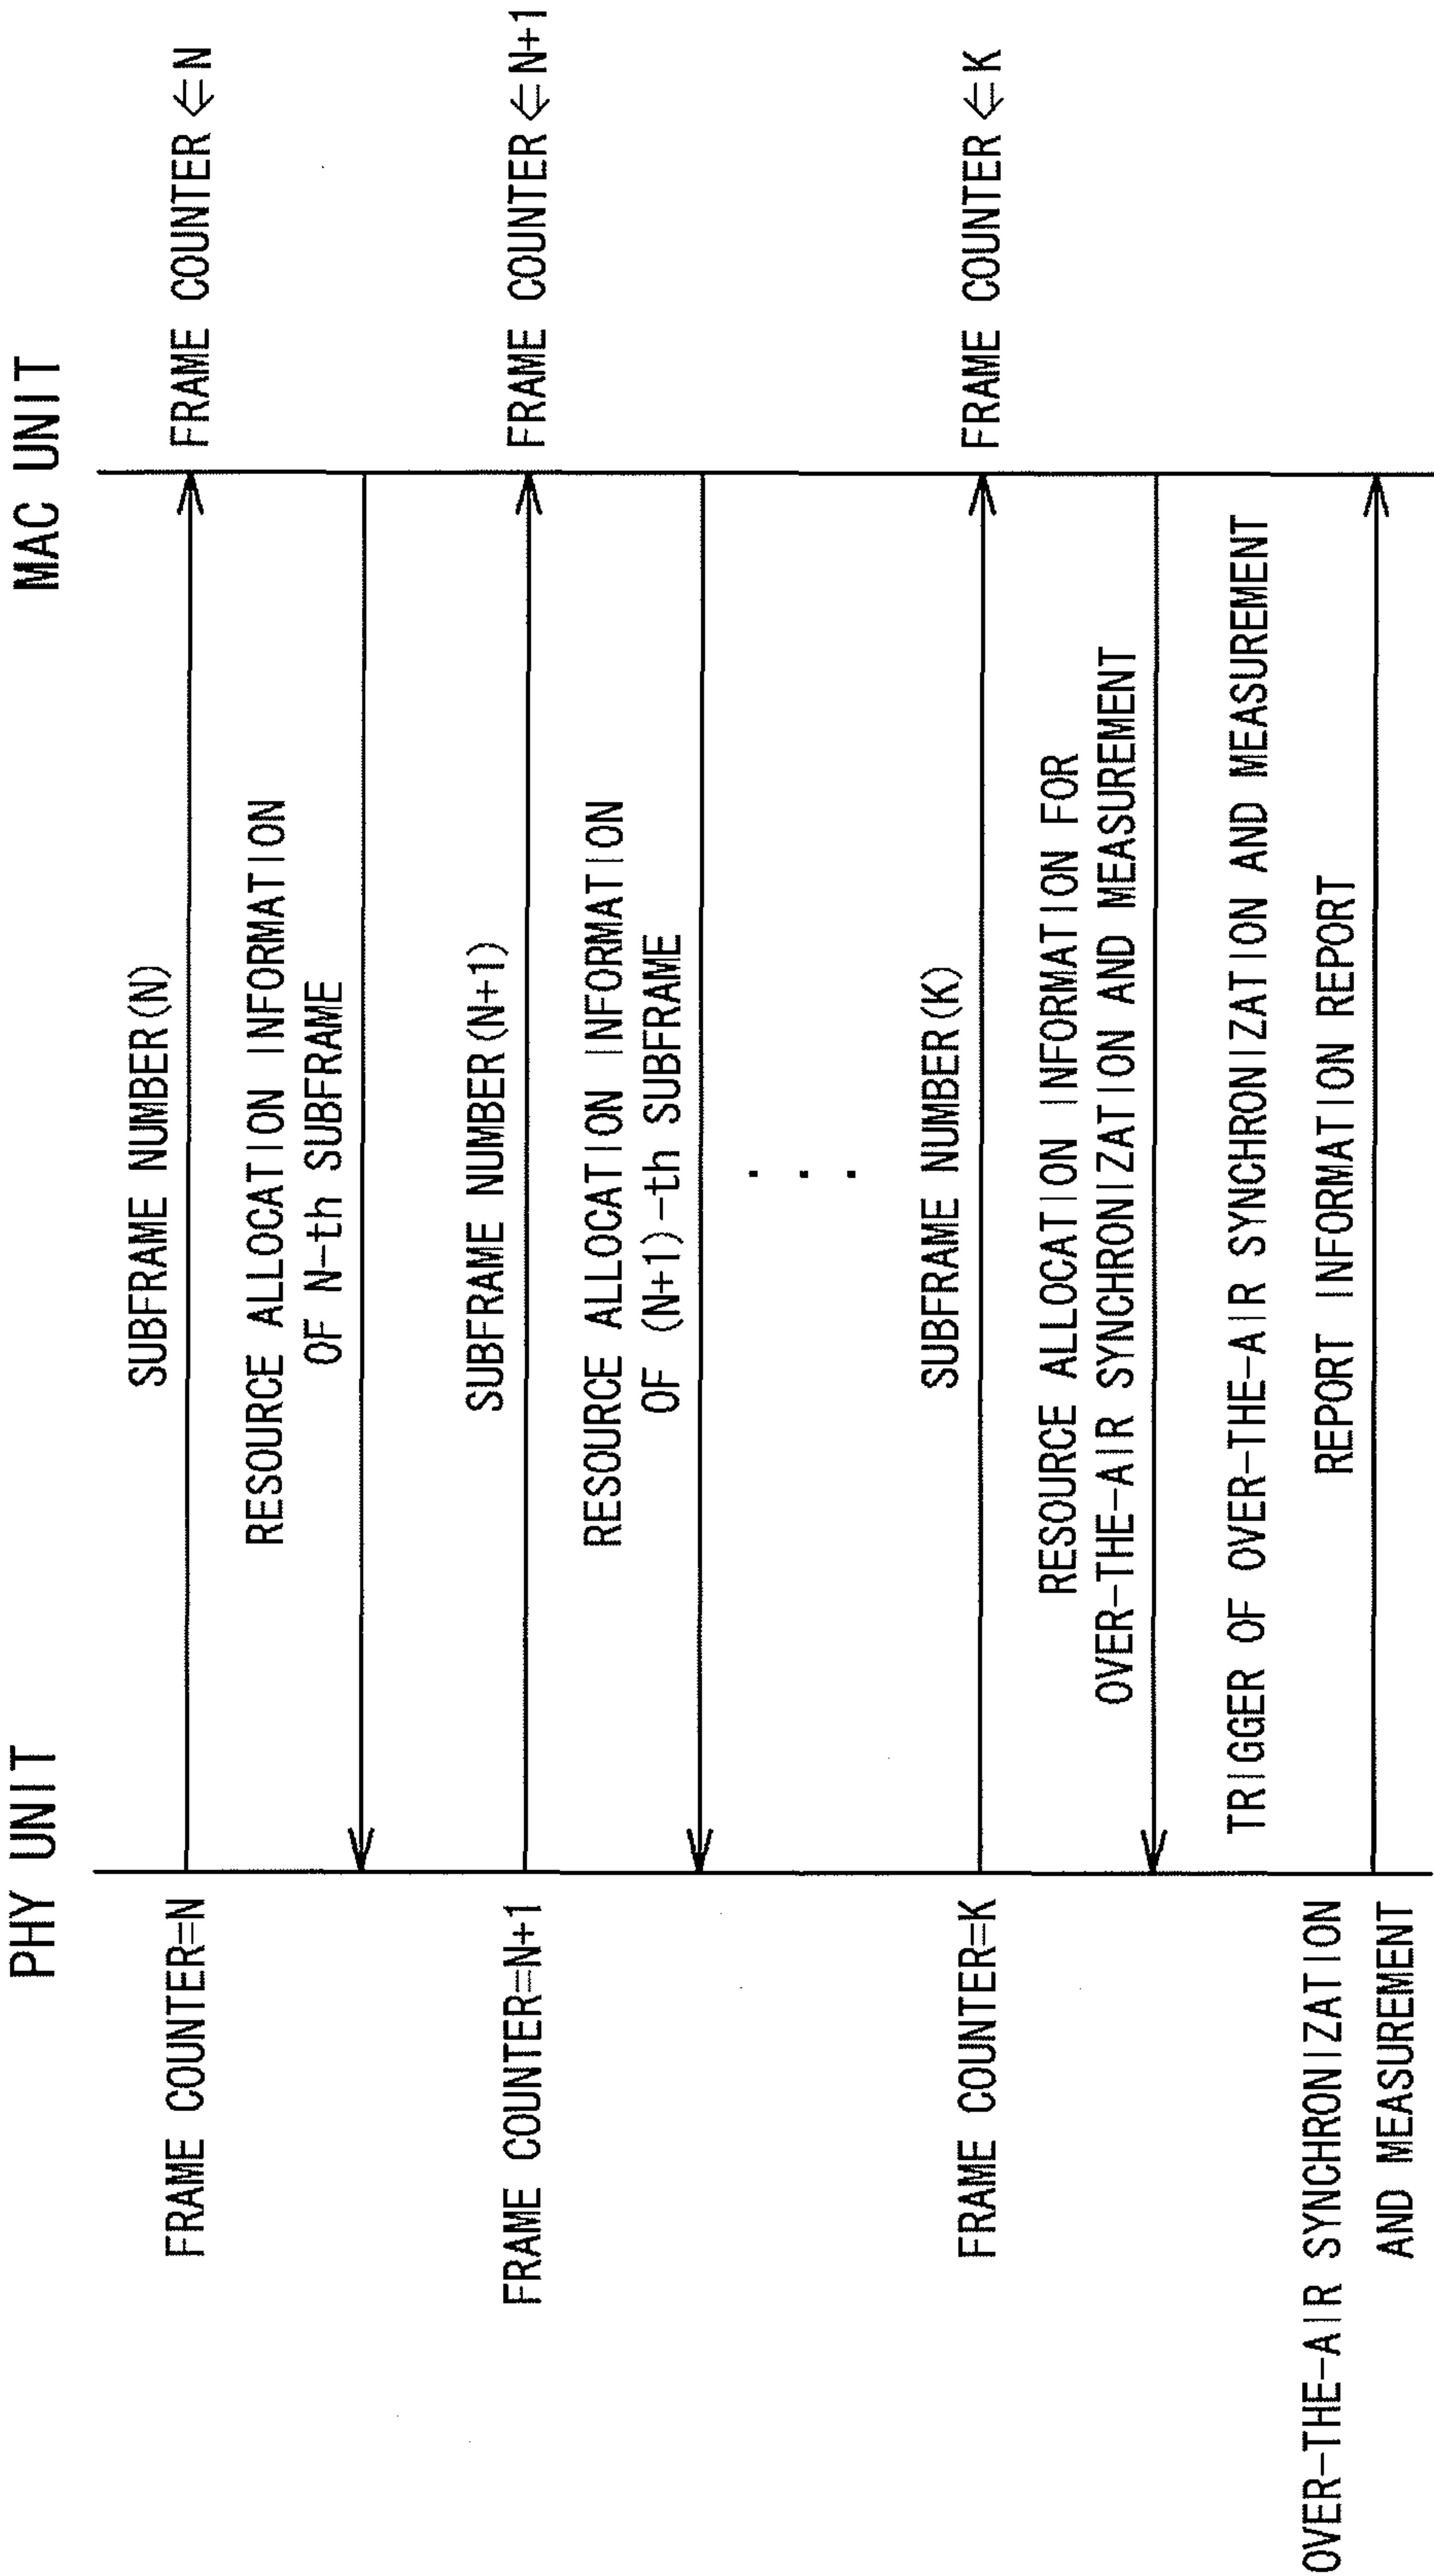 PHY UNIT
MAC UNIT
FRAME COUNTER=N
SUBFRAME NUMBER(N)
FRAME COUNTER⇐N
RESOURCE ALLOCATION INFORMATION
OF N-th SUBFRAME
FRAME COUNTER=N+1
SUBFRAME NUMBER(N+1)
FRAME COUNTER⇐N+1
RESOURCE ALLOCATION INFORMATION
OF (N+1)-th SUBFRAME
. . .
FRAME COUNTER=K
SUBFRAME NUMBER(K)
FRAME COUNTER⇐K
RESOURCE ALLOCATION INFORMATION FOR
OVER-THE-AIR SYNCHRONIZATION AND MEASUREMENT
TRIGGER OF OVER-THE-AIR SYNCHRONIZATION AND MEASUREMENT
OVER-THE-AIR SYNCHRONIZATION
AND MEASUREMENT
REPORT INFORMATION REPORT